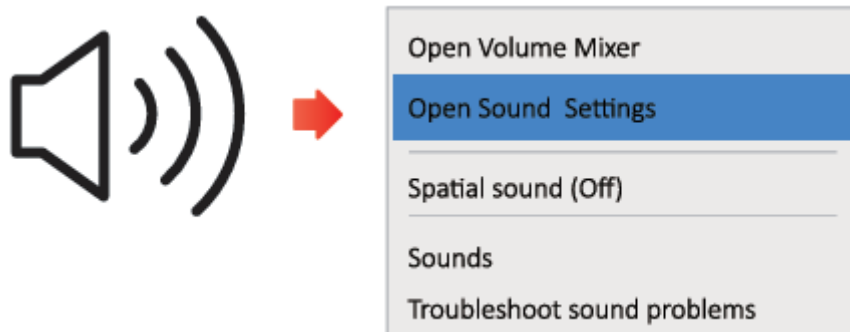 Open Volume Mixer
Open Sound  Settings
Spatial sound (Off)
Sounds
Troubleshoot sound problems